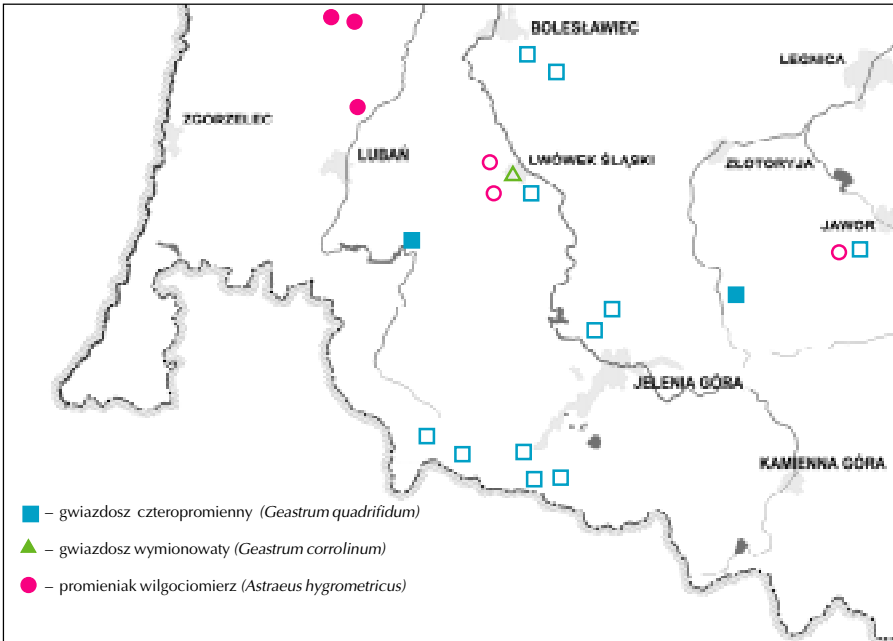 BOLESŁAWIEC
LEGNICA
ZGORZELEC
LUBAŃ
LWÓWEK ŚLĄSKI
ZŁOTORYJA
JAWOR
JELENIA GÓRA
KAMIENNA GÓRA
– gwiazdosz czteropromienny (Geastrum quadrifidum)
– gwiazdosz wymionowaty (Geastrum corrolinum)
– promieniak wilgociomierz (Astraeus hygrometricus)